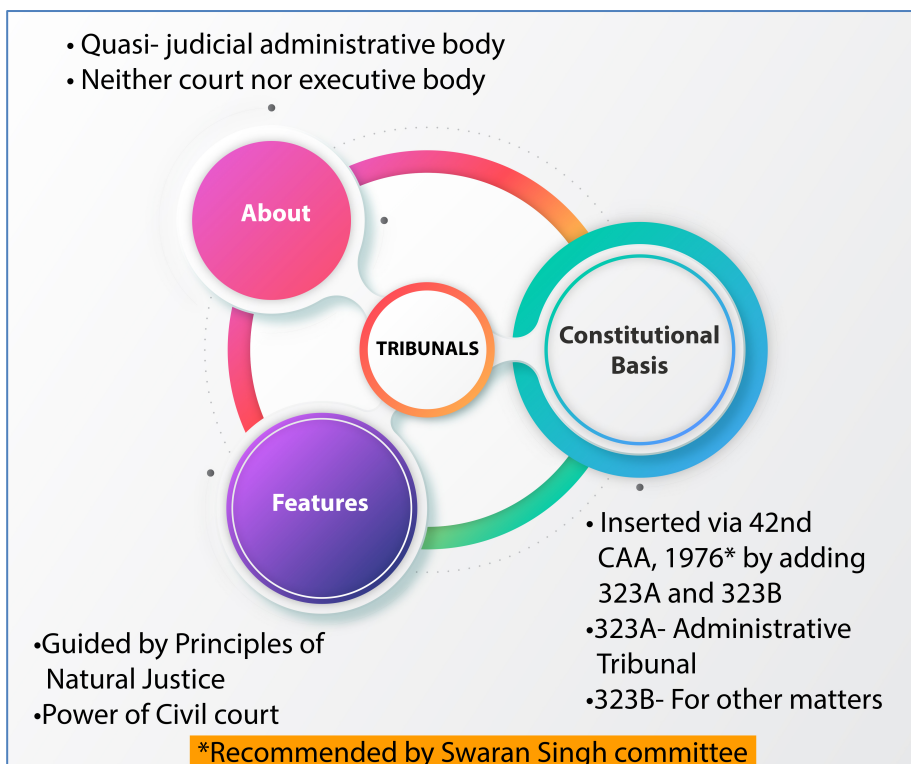 • Quasi- judicial administrative body
• Neither court nor executive body
About
TRIBUNALS
Constitutional
Basis
Features
• Inserted via 42nd
CAA, 1976* by adding
323A and 323B
•323A- Administrative
Tribunal
•323B- For other matters
•Guided by Principles of
Natural Justice
•Power of Civil court
*Recommended by Swaran Singh committee